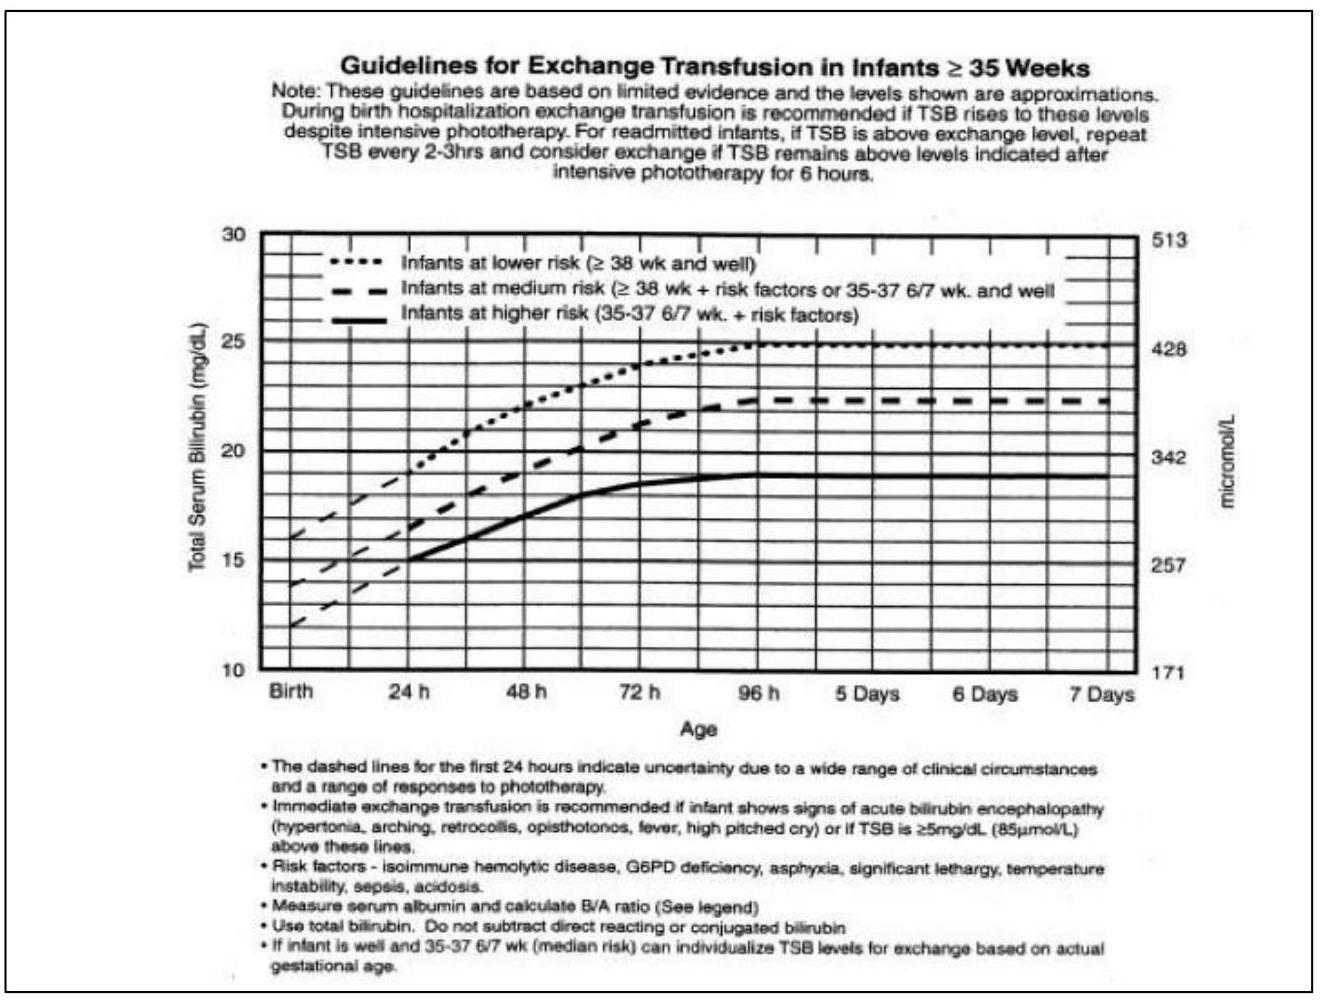 Guidelines for Exchange Transfusion in Infants ≥ 35 Weeks
Note: These guidelines are based on limited evidence and the levels shown are approximations.
During birth hospitalization exchange transfusion is recommended if TSB rises to these levels
despite intensive phototherapy. For readmitted infants, if TSB is above exchange level, repeat
TSB every 2-3hrs and consider exchange if TSB remains above levels indicated after
intensive phototherapy for 6 hours.
30
513
Infants at lower risk (≥ 38 wk and well)
Infants at medium risk (≥ 38 wk + risk factors or 35-37 6/7 wk. and well
Infants at higher risk (35-37 6/7 wk. + risk factors)
25
428
Total Serum Bilirubin (mg/dL)
micromol/L
20
342
15
257
10
171
Birth 24 h 48 h 72 h 96 h 5 Days 6 Days 7 Days
Age
• The dashed lines for the first 24 hours indicate uncertainty due to a wide range of clinical circumstances
and a range of responses to phototherapy.
• Immediate exchange transfusion is recommended if infant shows signs of acute bilirubin encephalopathy
(hypertonia, arching, retrocollis, opisthotonos, fever, high pitched cry) or if TSB is ≥5mg/dL (85µmol/L)
above these lines.
• Risk factors - isoimmune hemolytic disease, G6PD deficiency, asphyxia, significant lethargy, temperature
instability, sepsis, acidosis.
• Measure serum albumin and calculate B/A ratio (See legend)
• Use total bilirubin. Do not subtract direct reacting or conjugated bilirubin
• If infant is well and 35-37 6/7 wk (median risk) can individualize TSB levels for exchange based on actual
gestational age.